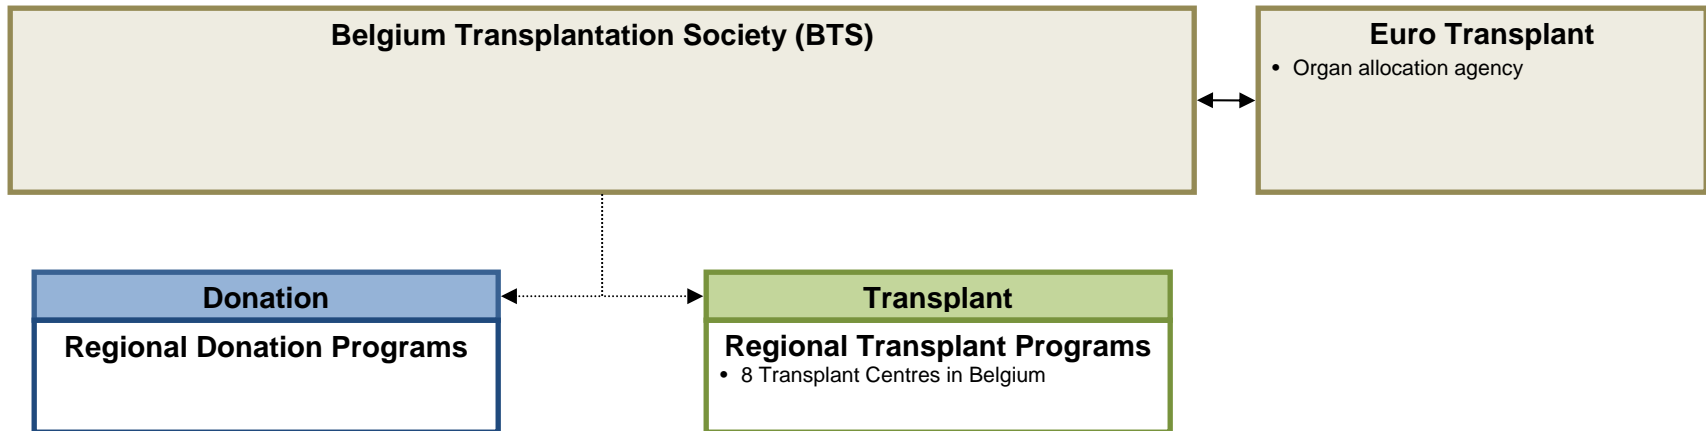 Belgium Transplantation Society (BTS)
Euro Transplant
• Organ allocation agency
Donation
Regional Donation Programs
Transplant
Regional Transplant Programs
• 8 Transplant Centres in Belgium